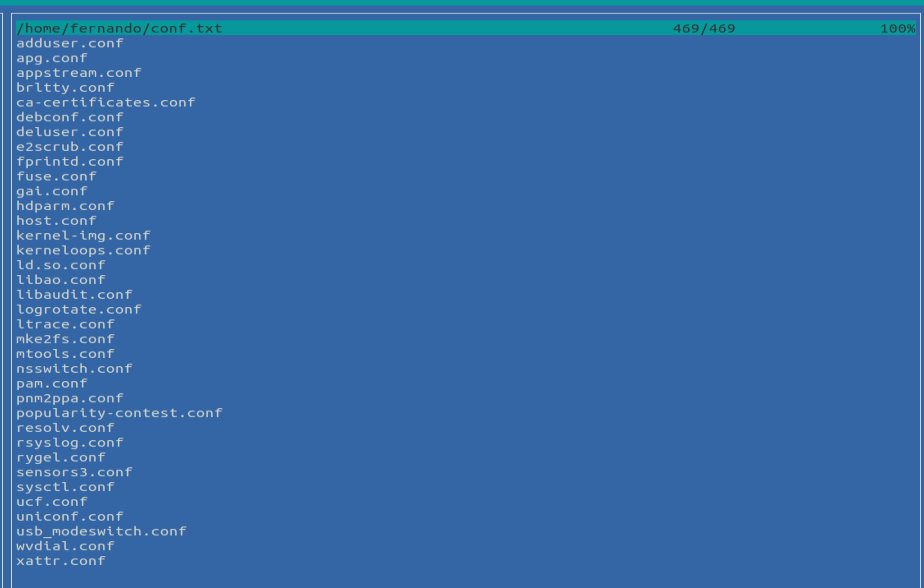 /home/fernando/conf.txt 469/469 100%
adduser.conf
apg.conf
appstream.conf
brltty.conf
ca-certificates.conf
debconf.conf
deluser.conf
e2scrub.conf
fprintd.conf
fuse.conf
gai.conf
hdparm.conf
host.conf
kernel-img.conf
kerneloops.conf
ld.so.conf
libao.conf
libaudit.conf
logrotate.conf
ltrace.conf
mke2fs.conf
mtools.conf
nsswitch.conf
pam.conf
pnm2ppa.conf
popularity-contest.conf
resolv.conf
rsyslog.conf
rygel.conf
sensors3.conf
sysctl.conf
ucf.conf
uniconf.conf
usb_modeswitch.conf
wvdial.conf
xattr.conf